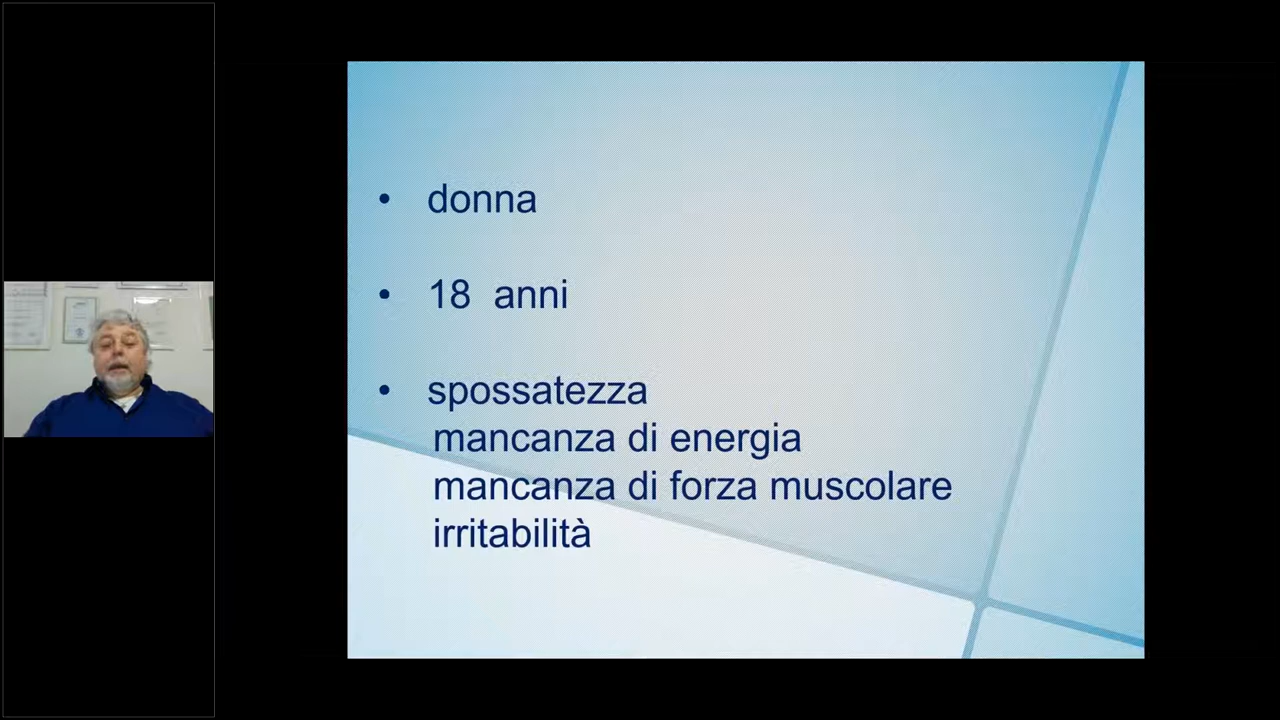 • donna
• 18 anni
• spossatezza
mancanza di energia
mancanza di forza muscolare
irritabilità